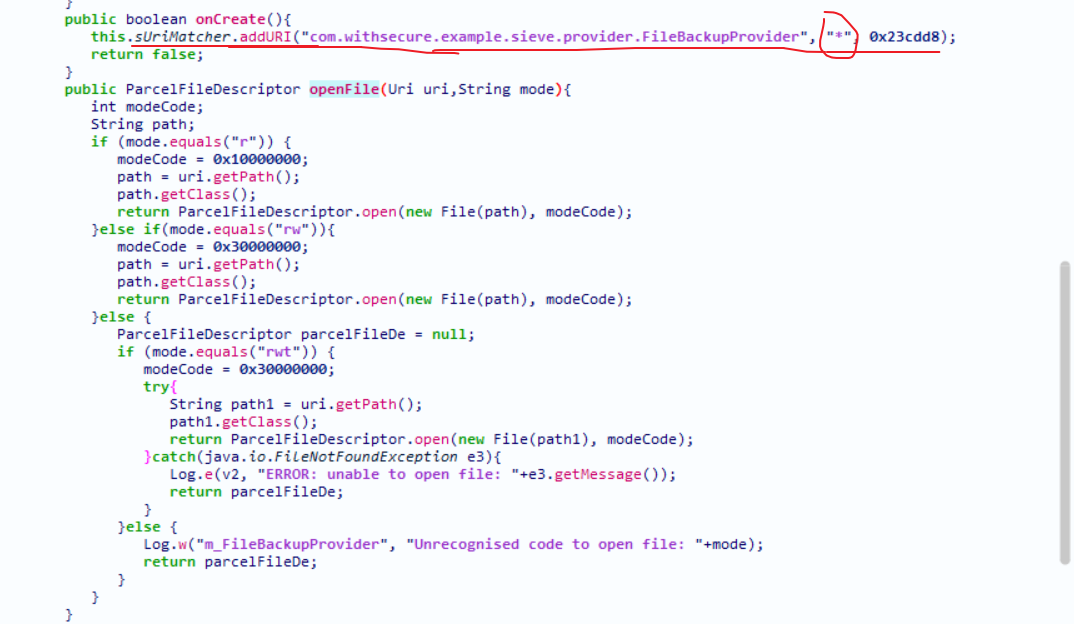 }
public boolean onCreate(){
this.sUriMatcher.addURI("com.withsecure.example.sieve.provider.FileBackupProvider", "*", 0x23cdd8);
return false;
}
public ParcelFileDescriptor openFile(Uri uri,String mode){
int modeCode;
String path;
if (mode.equals("r")) {
modeCode = 0x10000000;
path = uri.getPath();
path.getClass();
return ParcelFileDescriptor.open(new File(path), modeCode);
}else if(mode.equals("rw")){
modeCode = 0x30000000;
path = uri.getPath();
path.getClass();
return ParcelFileDescriptor.open(new File(path), modeCode);
}else {
ParcelFileDescriptor parcelFileDe = null;
if (mode.equals("rwt")) {
modeCode = 0x30000000;
try{
String path1 = uri.getPath();
path1.getClass();
return ParcelFileDescriptor.open(new File(path1), modeCode);
}catch(java.io.FileNotFoundException e3){
Log.e(v2, "ERROR: unable to open file: "+e3.getMessage());
return parcelFileDe;
}
}else {
Log.w("m_FileBackupProvider", "Unrecognised code to open file: "+mode);
return parcelFileDe;
}
}
}